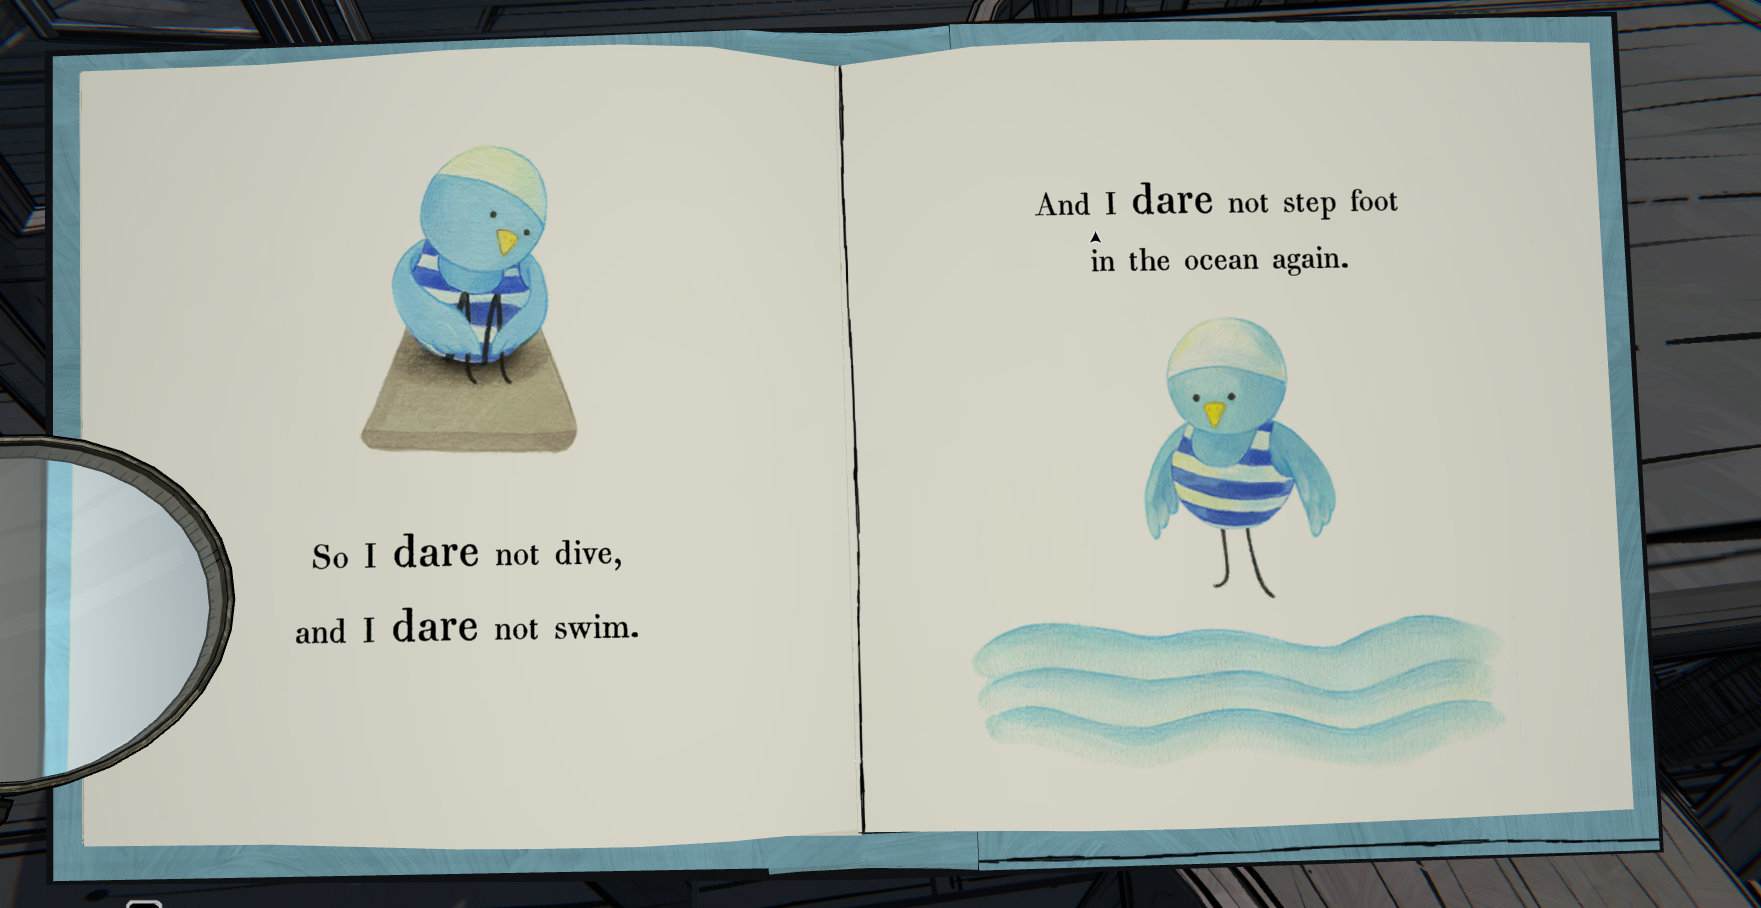 So I dare not dive,
and I dare not swim.
And I dare not step foot
in the ocean again.